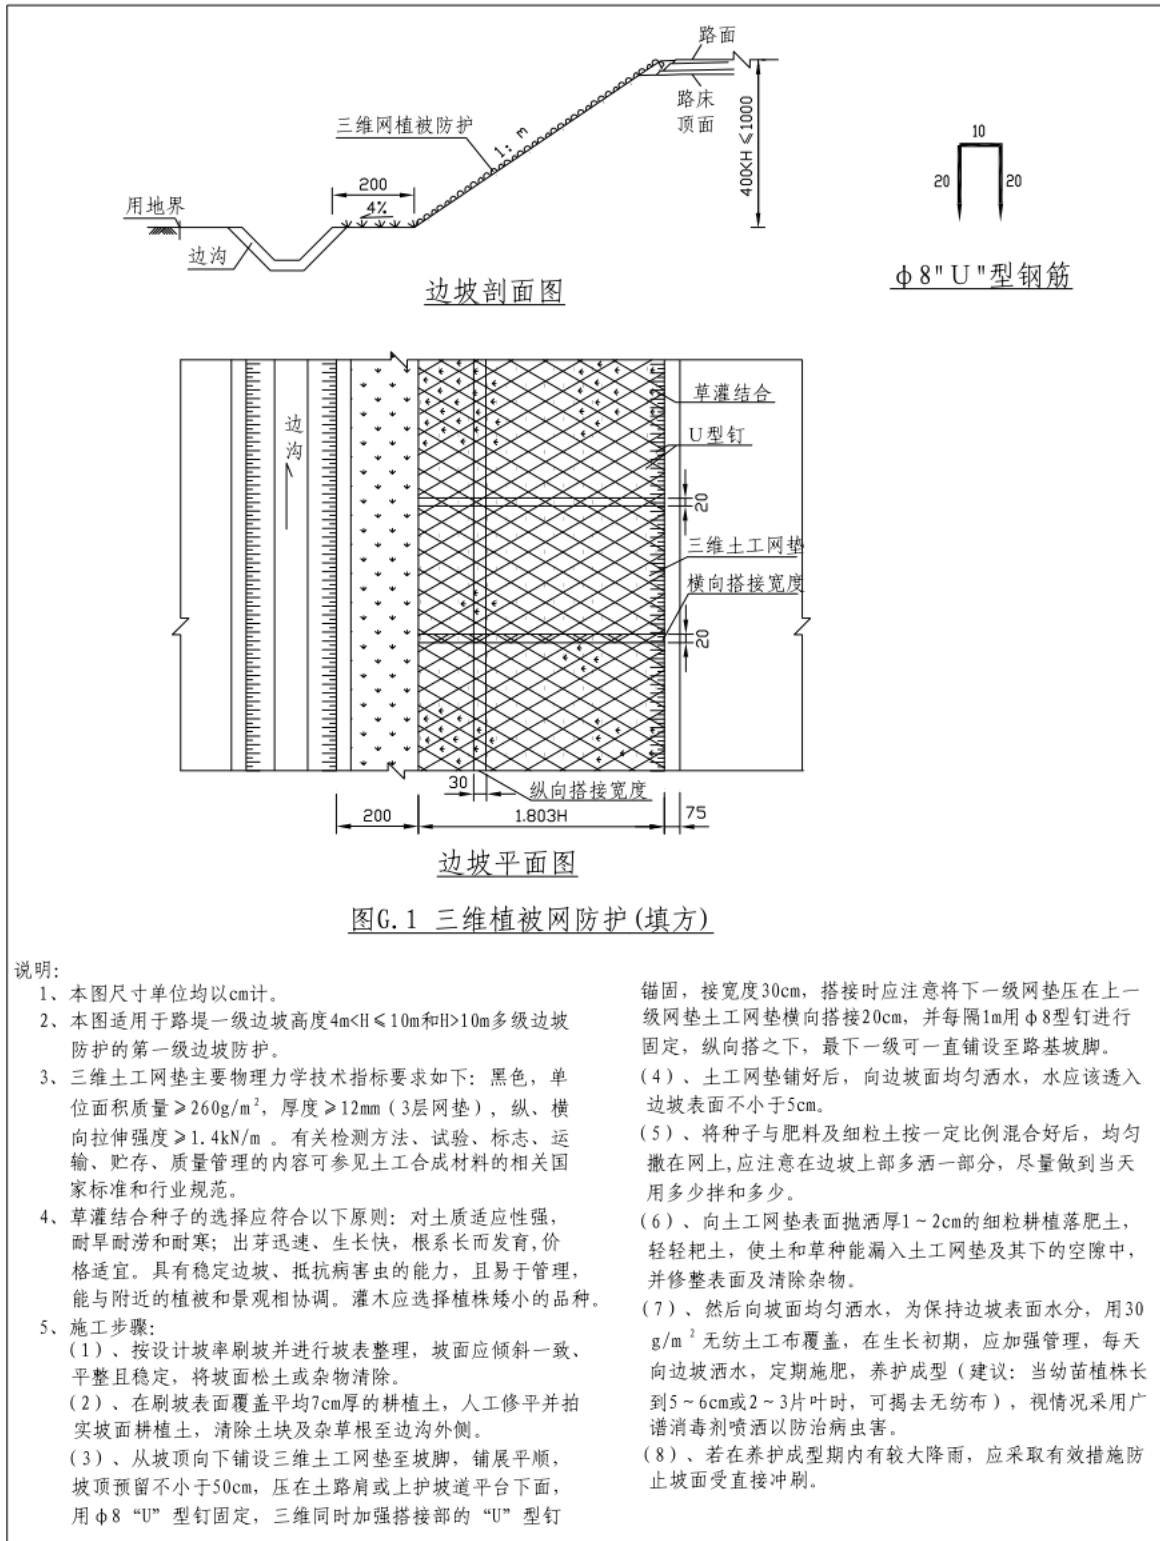 路面
路床
顶面
三维网植被防护
1: m
400<H≤1000
200
4%
用地界
边沟
边坡剖面图
10
20
20
φ8"U"型钢筋
草灌结合
边沟
U型钉
20
三维土工网垫
横向搭接宽度
20
30
纵向搭接宽度
200
1.803H
75
边坡平面图
图G.1 三维植被网防护(填方)
说明:
1、本图尺寸单位均以cm计。
2、本图适用于路堤一级边坡高度4m<H≤10m和H>10m多级边坡
防护的第一级边坡防护。
3、三维土工网垫主要物理力学技术指标要求如下: 黑色, 单
位面积质量≥260g/m², 厚度≥12mm (3层网垫), 纵、横
向拉伸强度≥1.4kN/m 。有关检测方法、试验、标志、运
输、贮存、质量管理的内容可参见土工合成材料的相关国
家标准和行业规范。
4、草灌结合种子的选择应符合以下原则: 对土质适应性强,
耐旱耐涝和耐寒; 出芽迅速、生长快, 根系长而发育,价
格适宜。具有稳定边坡、抵抗病害虫的能力, 且易于管理,
能与附近的植被和景观相协调。灌木应选择植株矮小的品种。
5、施工步骤:
(1)、按设计坡率刷坡并进行坡表整理, 坡面应倾斜一致、
平整且稳定, 将坡面松土或杂物清除。
(2)、在刷坡表面覆盖平均7cm厚的耕植土, 人工修平并拍
实坡面耕植土, 清除土块及杂草根至边沟外侧。
(3)、从坡顶向下铺设三维土工网垫至坡脚, 铺展平顺,
坡顶预留不小于50cm, 压在土路肩或上护坡道平台下面,
用φ8 “U” 型钉固定, 三维同时加强搭接部的 “U” 型钉
锚固, 接宽度30cm, 搭接时应注意将下一级网垫压在上一
级网垫土工网垫横向搭接20cm, 并每隔1m用φ8型钉进行
固定, 纵向搭之下, 最下一级可一直铺设至路基坡脚。
(4)、土工网垫铺好后, 向边坡面均匀洒水, 水应该透入
边坡表面不小于5cm。
(5)、将种子与肥料及细粒土按一定比例混合好后, 均匀
撒在网上,应注意在边坡上部多洒一部分, 尽量做到当天
用多少拌和多少。
(6)、向土工网垫表面抛洒厚1~2cm的细粒耕植落肥土,
轻轻耙土, 使土和草种能漏入土工网垫及其下的空隙中,
并修整表面及清除杂物。
(7)、然后向坡面均匀洒水, 为保持边坡表面水分, 用30
g/m² 无纺土工布覆盖, 在生长初期, 应加强管理, 每天
向边坡洒水, 定期施肥, 养护成型 (建议: 当幼苗植株长
到5~6cm或2~3片叶时, 可揭去无纺布), 视情况采用广
谱消毒剂喷洒以防治病虫害。
(8)、若在养护成型期内有较大降雨, 应采取有效措施防
止坡面受直接冲刷。